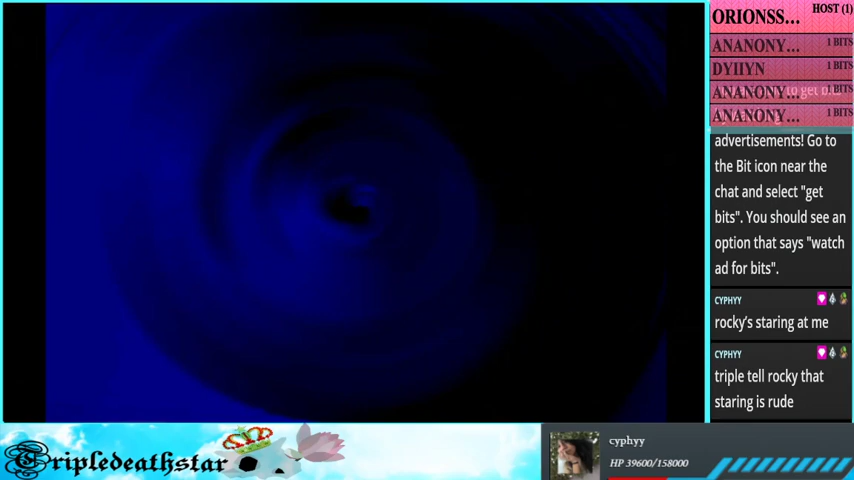 ORIONSS... HOST (1)
ANANONY... 1 BITS
DYIIYN 1 BITS
ANANONY... 1 BITS
ANANONY... 1 BITS
advertisements! Go to
the Bit icon near the
chat and select "get
bits". You should see an
option that says "watch
ad for bits".
CYPHYY
rocky's staring at me
CYPHYY
triple tell rocky that
staring is rude
Tripledeathstar
cyphyy
HP 39600/158000